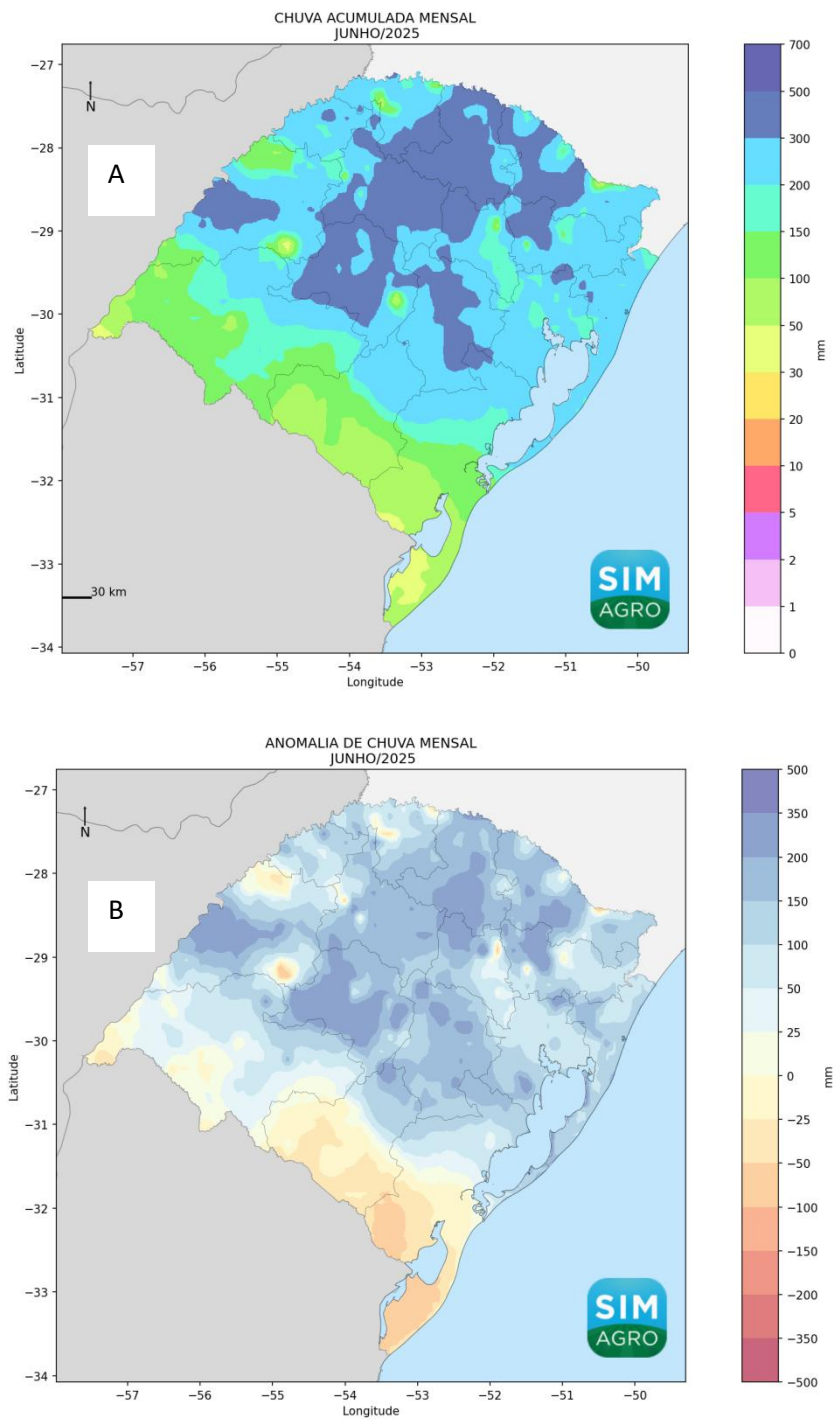 CHUVA ACUMULADA MENSAL
JUNHO/2025
A
N
Latitude
−27
−28
−29
−30
−31
−32
−33
−34
30 km
SIM
AGRO
−57 −56 −55 −54 −53 −52 −51 −50
Longitude
700
500
300
200
150
100
50
30
20
10
5
2
1
0
mm
ANOMALIA DE CHUVA MENSAL
JUNHO/2025
B
N
Latitude
−27
−28
−29
−30
−31
−32
−33
−34
SIM
AGRO
−57 −56 −55 −54 −53 −52 −51 −50
Longitude
500
350
200
150
100
50
25
0
−25
−50
−100
−150
−350
−500
mm